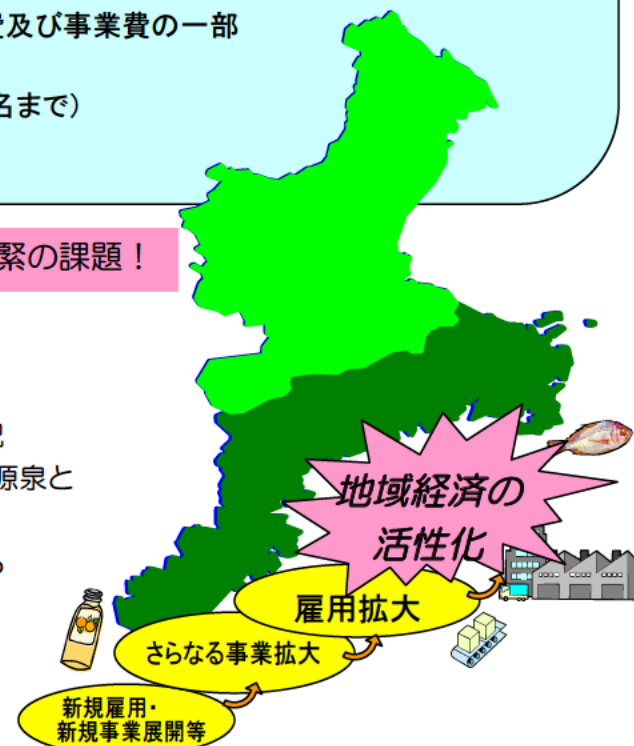 費及び事業費の一部
名まで）
緊の課題！
源泉と
地域経済の
活性化
雇用拡大
さらなる事業拡大
新規雇用・
新規事業展開等